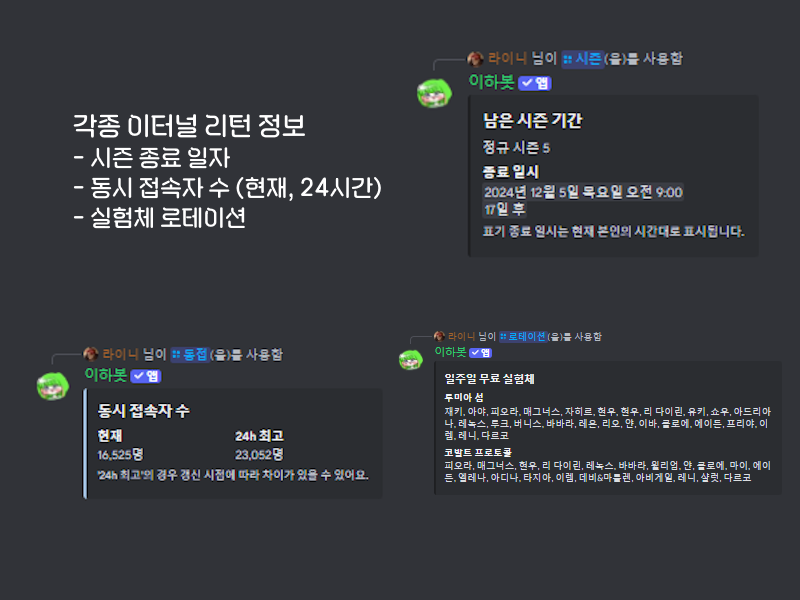 각종 이터널 리턴 정보
- 시즌 종료 일자
- 동시 접속자 수 (현재, 24시간)
- 실험체 로테이션
라이니 님이 시즌(을)를 사용함
이하봇 ✓ 앱
남은 시즌 기간
정규 시즌 5
종료 일시
2024년 12월 5일 목요일 오전 9:00
17일 후
표기 종료 일시는 현재 본인의 시간대로 표시됩니다.
라이니 님이 동접(을)를 사용함
이하봇 ✓ 앱
동시 접속자 수
현재 24h 최고
16,525명 23,052명
'24h 최고'의 경우 갱신 시점에 따라 차이가 있을 수 있어요.
라이니 님이 로테이션(을)를 사용함
이하봇 ✓ 앱
일주일 무료 실험체
루미아 섬
재키, 아야, 피오라, 매그너스, 자히르, 현우, 현우, 리 다이린, 유키, 쇼우, 아드리아
나, 레녹스, 루크, 버니스, 바바라, 레온, 리오, 얀, 이바, 클로에, 에이든, 프리야, 이
렘, 레니, 다르코
코발트 프로토콜
피오라, 매그너스, 현우, 리 다이린, 레녹스, 바바라, 윌리엄, 얀, 클로에, 마이, 에이
든, 엘레나, 아디나, 타지아, 이렘, 데비&마를렌, 아비게일, 레니, 샬럿, 다르코